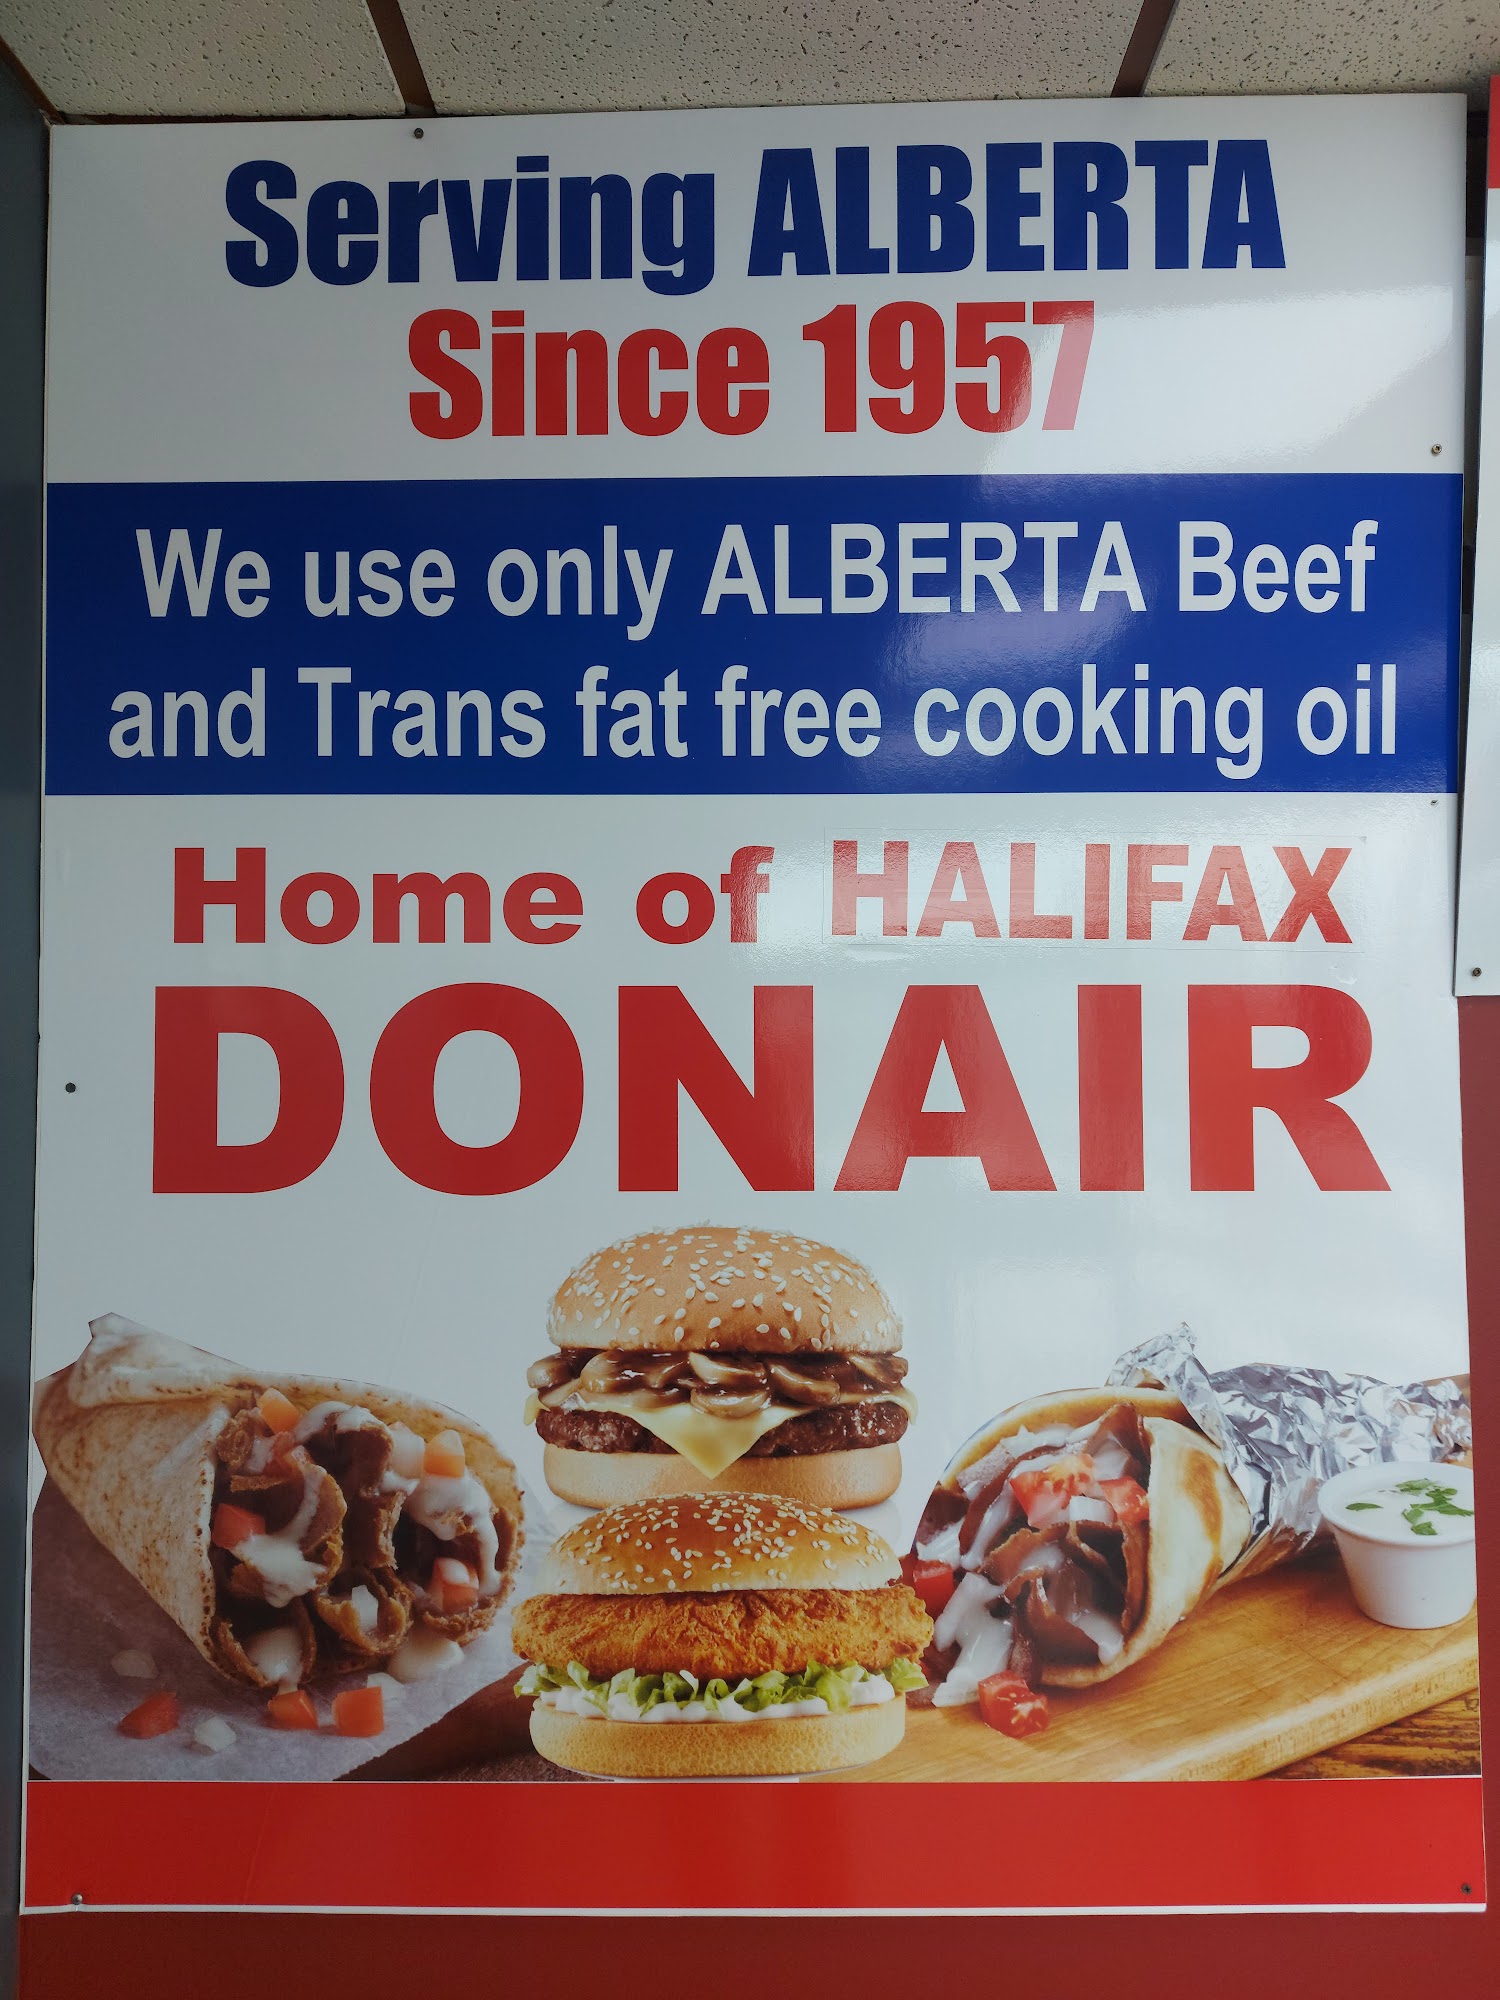 Serving ALBERTA
Since 1957
We use only ALBERTA Beef
and Trans fat free cooking oil
Home of HALIFAX
DONAIR